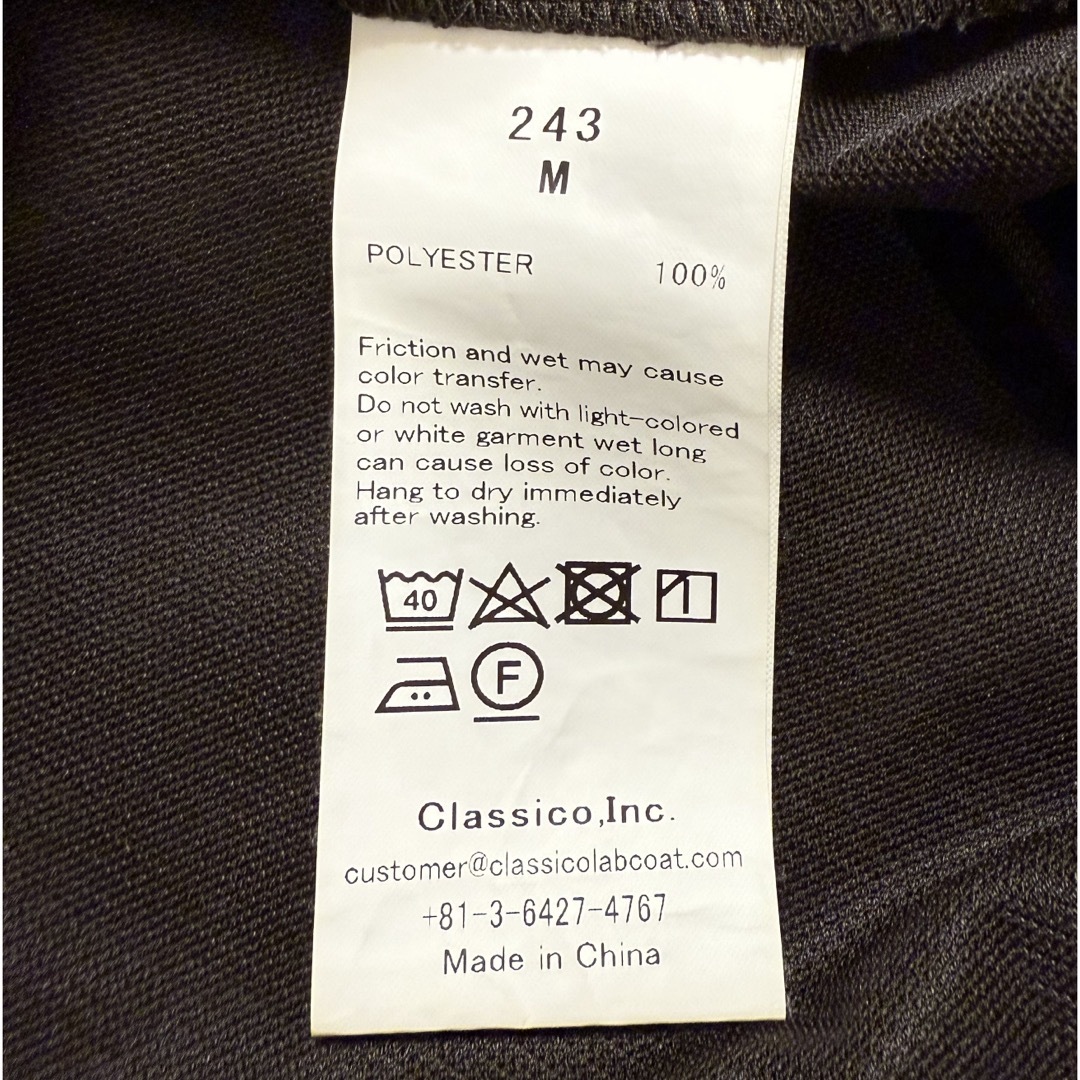 243
M
POLYESTER 100%
Friction and wet may cause
color transfer.
Do not wash with light-colored
or white garment wet long
can cause loss of color.
Hang to dry immediately
after washing.
40
F
Classico,Inc.
customer@classicolabcoat.com
+81-3-6427-4767
Made in China